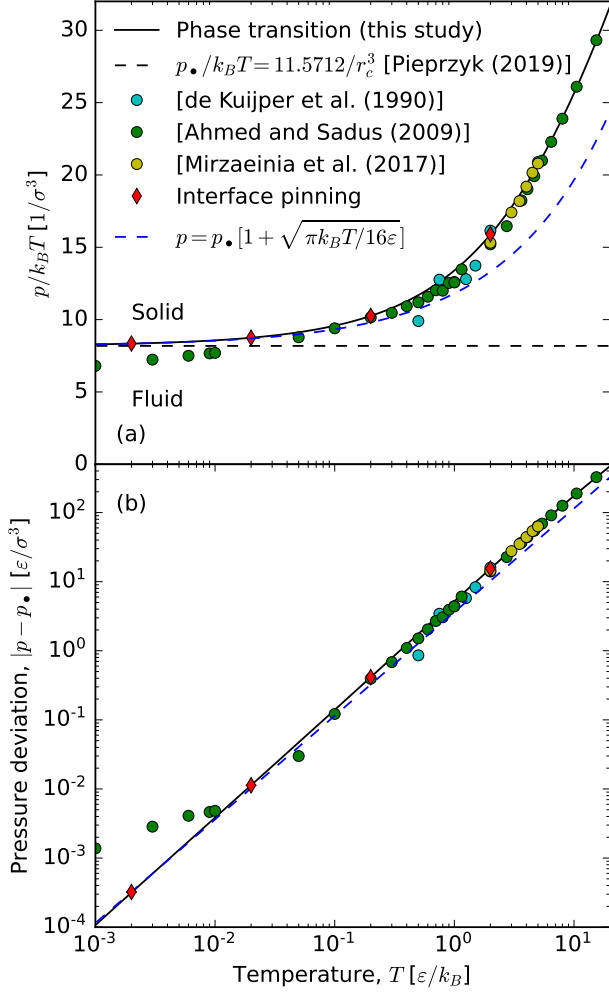 Phase transition (this study)
p•/k_BT = 11.5712/r_c^3 [Pieprzyk (2019)]
[de Kuijper et al. (1990)]
[Ahmed and Sadus (2009)]
[Mirzaeinia et al. (2017)]
Interface pinning
p = p•[1 + √πk_BT/16ε]
30
25
20
15
10
5
0
p/k_BT [1/σ^3]
Solid
Fluid
(a)
(b)
10^2
10^1
10^0
10^-1
10^-2
10^-3
10^-4
Pressure deviation, |p − p•| [ε/σ^3]
10^-3 10^-2 10^-1 10^0 10^1
Temperature, T [ε/k_B]